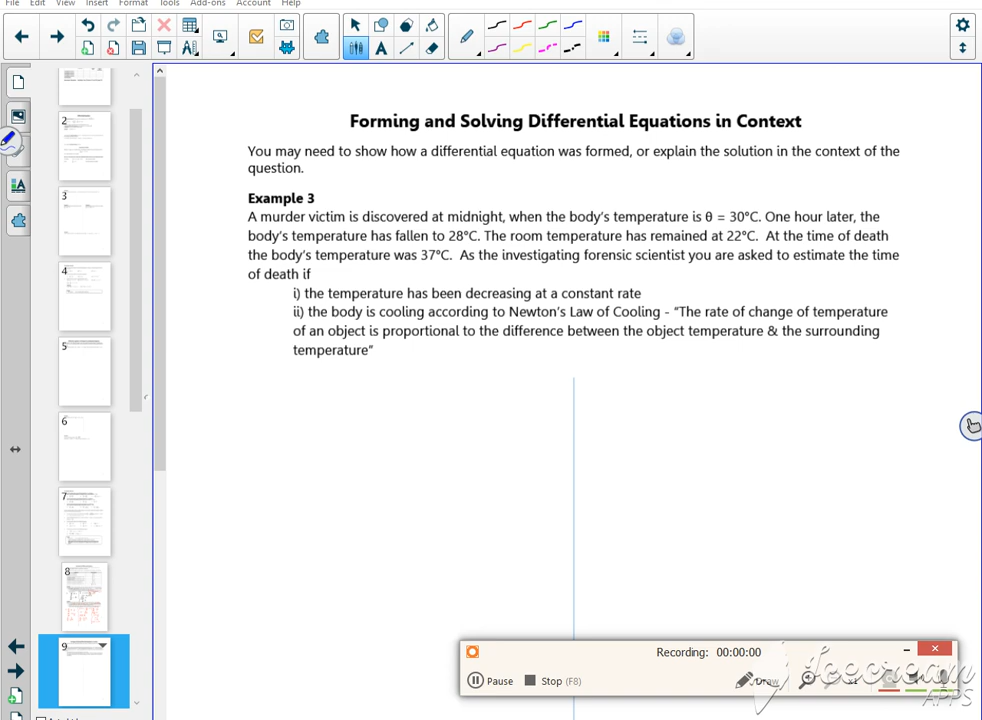 File Edit View Insert Format Tools Add-ons Account Help
Forming and Solving Differential Equations in Context
You may need to show how a differential equation was formed, or explain the solution in the context of the
question.
Example 3
A murder victim is discovered at midnight, when the body's temperature is θ = 30°C. One hour later, the
body's temperature has fallen to 28°C. The room temperature has remained at 22°C. At the time of death
the body's temperature was 37°C. As the investigating forensic scientist you are asked to estimate the time
of death if
i) the temperature has been decreasing at a constant rate
ii) the body is cooling according to Newton's Law of Cooling - "The rate of change of temperature
of an object is proportional to the difference between the object temperature & the surrounding
temperature"
2
3
4
5
6
7
8
9
Recording: 00:00:00
Pause Stop (F8) Draw x1
Icecream
APPS